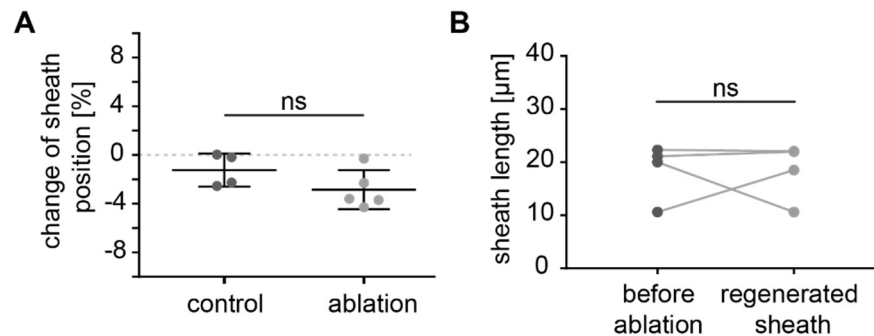 A
change of sheath
position [%]
8
4
0
-4
-8
ns
control
ablation
B
sheath length [µm]
40
30
20
10
0
ns
before
ablation
regenerated
sheath